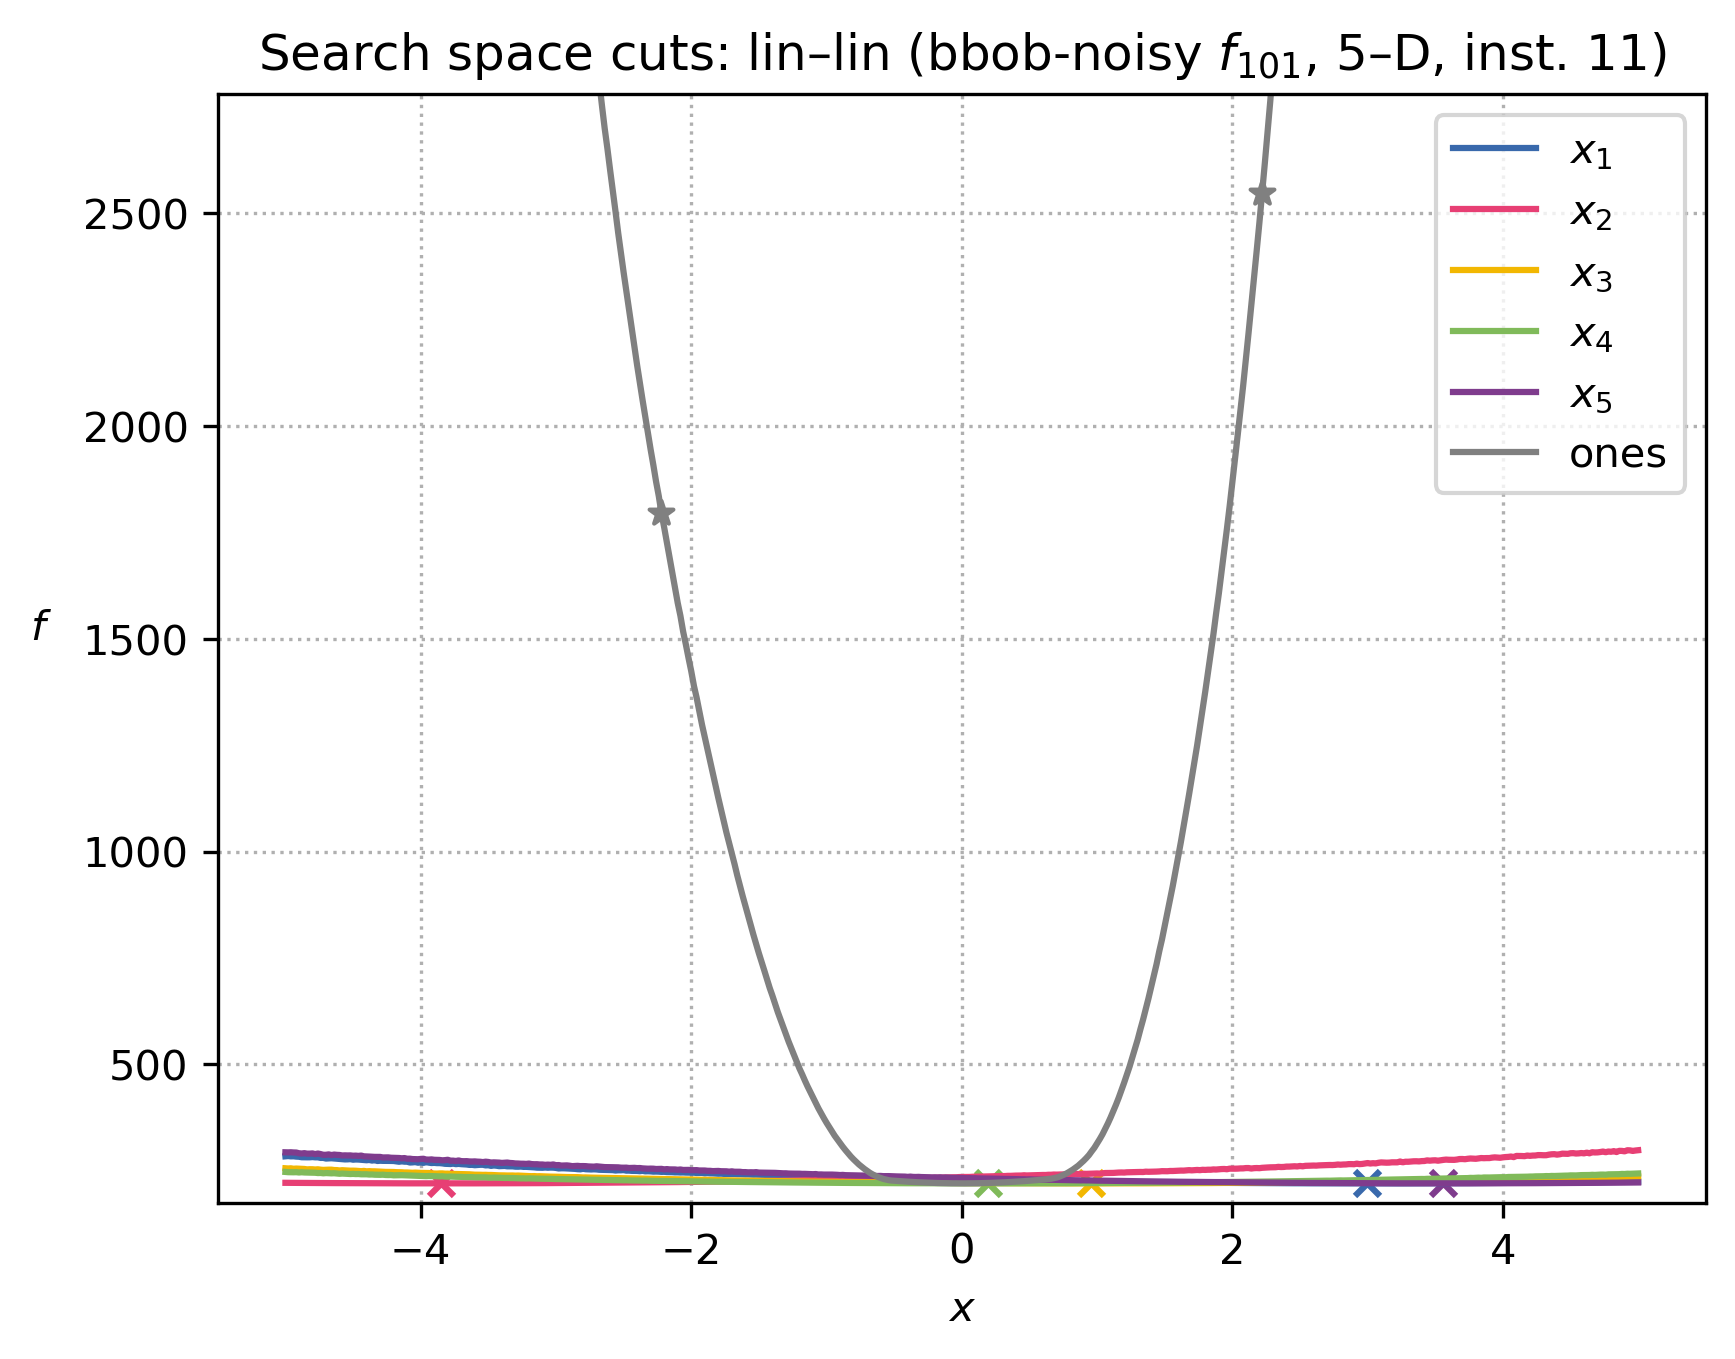 Search space cuts: lin–lin (bbob-noisy f₁₀₁, 5–D, inst. 11)
x₁
x₂
x₃
x₄
x₅
ones
2500
2000
1500
1000
500
f
−4 −2 0 2 4
x